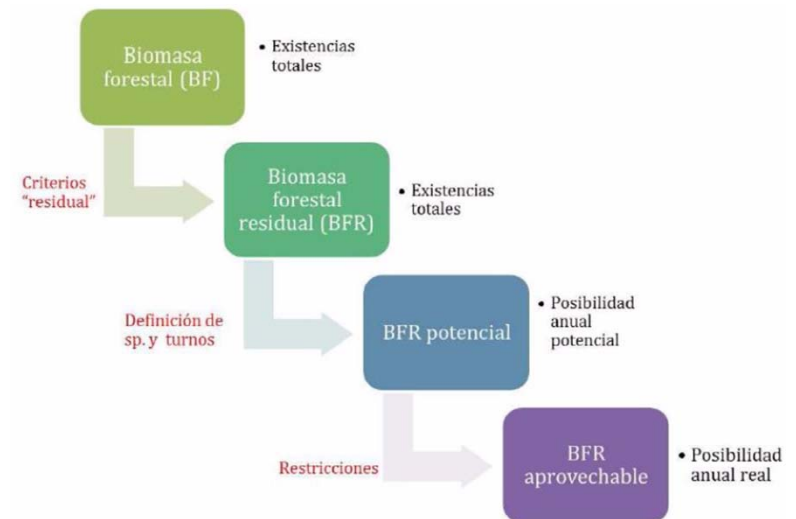 Biomasa
forestal (BF)
• Existencias
totales
Criterios
"residual"
Biomasa
forestal
residual (BFR)
• Existencias
totales
Definición de
sp. y turnos
BFR potencial
• Posibilidad
anual
potencial
Restricciones
BFR
aprovechable
• Posibilidad
anual real